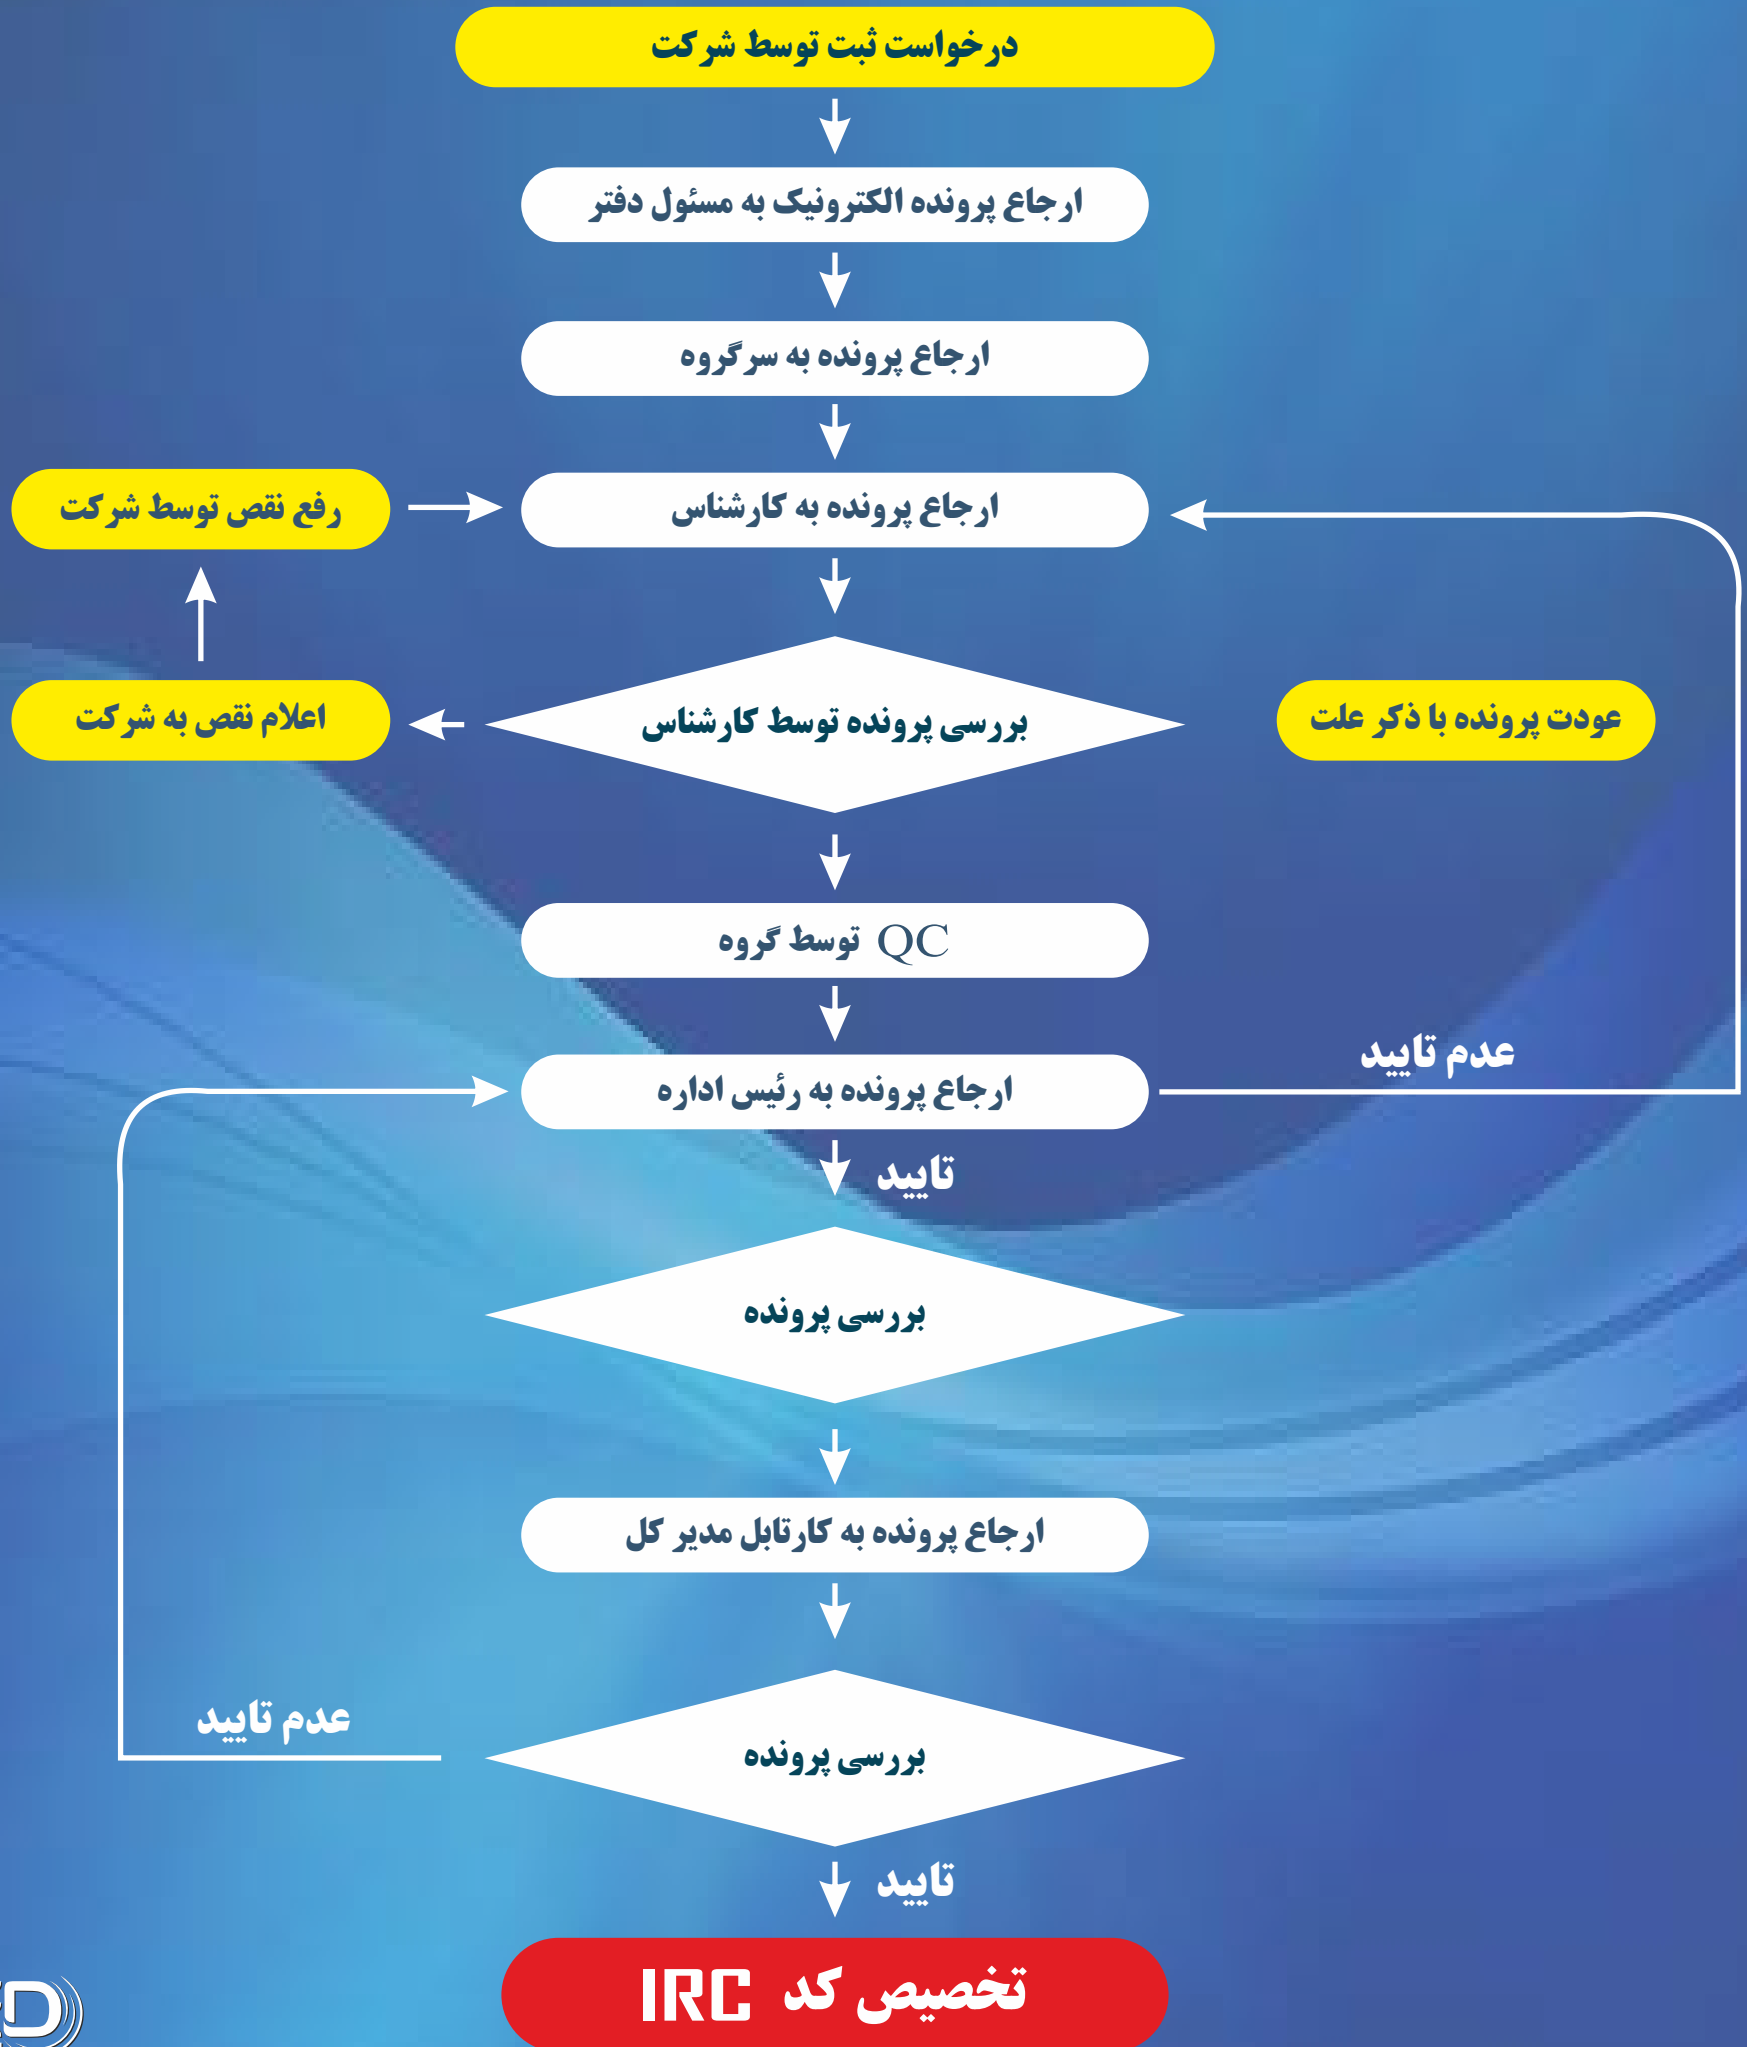 درخواست ثبت توسط شرکت
ارجاع پرونده الکترونیک به مسئول دفتر
ارجاع پرونده به سرگروه
ارجاع پرونده به کارشناس
رفع نقص توسط شرکت
عودت پرونده با ذکر علت
بررسی پرونده توسط کارشناس
اعلام نقص به شرکت
QC توسط گروه
عدم تایید
ارجاع پرونده به رئیس اداره
تایید
بررسی پرونده
ارجاع پرونده به کارتابل مدیر کل
عدم تایید
بررسی پرونده
تایید
تخصیص کد IRC